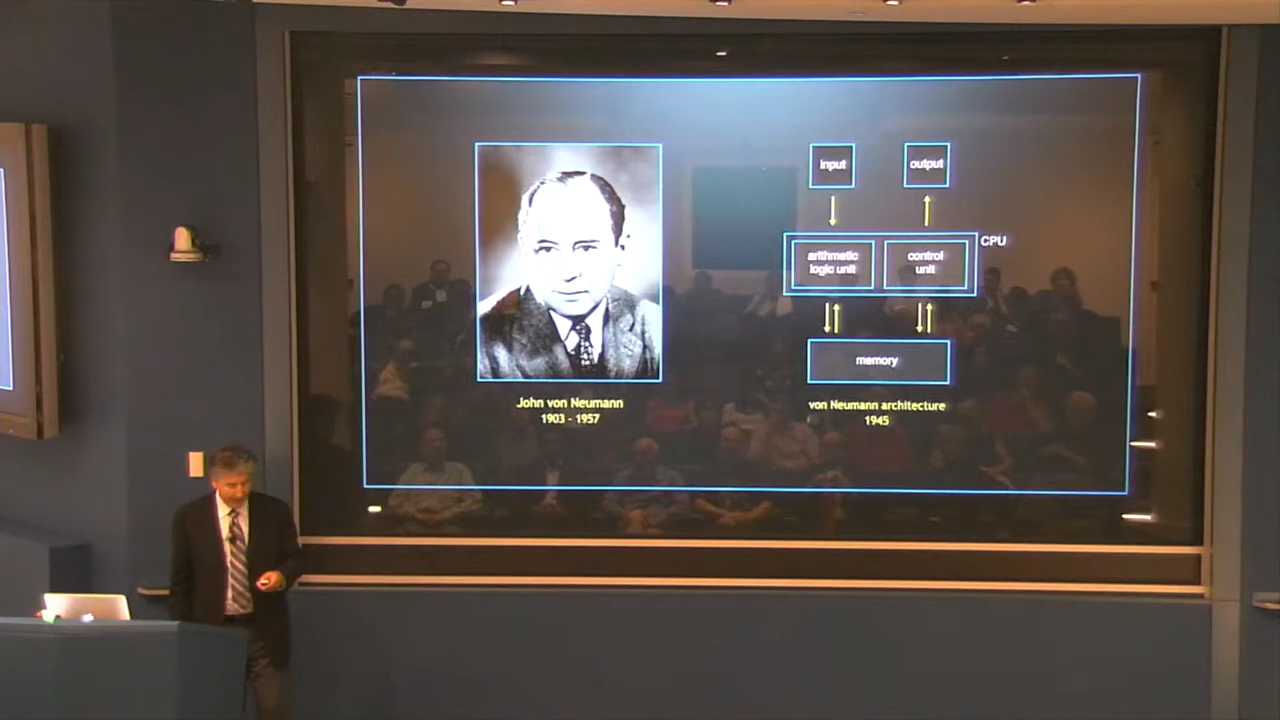 John von Neumann
1903 - 1957
input
output
CPU
arithmetic
logic unit
control
unit
memory
von Neumann architecture
1945